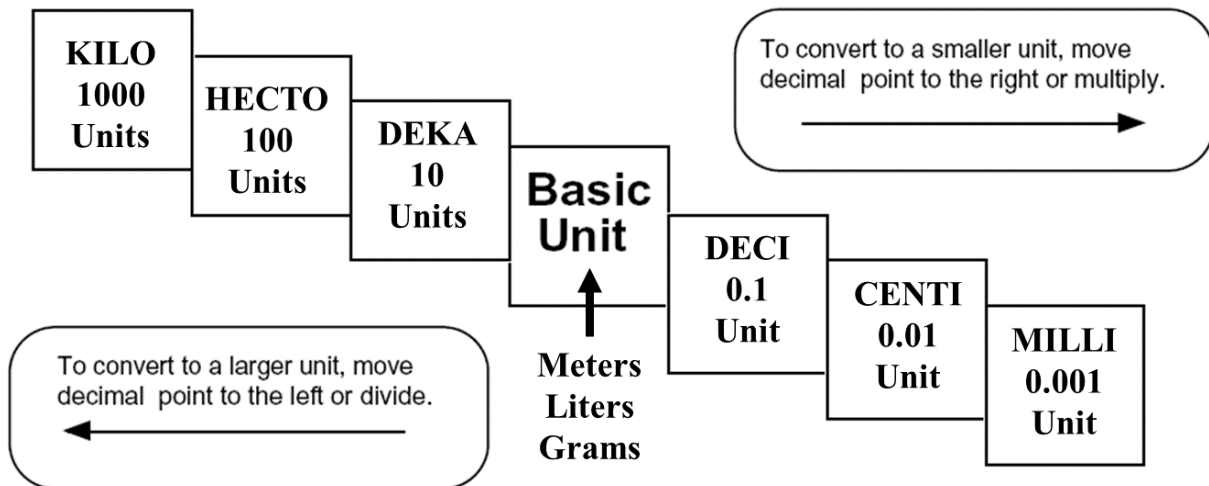 KILO
1000
Units
HECTO
100
Units
DEKA
10
Units
Basic
Unit
Meters
Liters
Grams
DECI
0.1
Unit
CENTI
0.01
Unit
MILLI
0.001
Unit
To convert to a smaller unit, move
decimal point to the right or multiply.
To convert to a larger unit, move
decimal point to the left or divide.